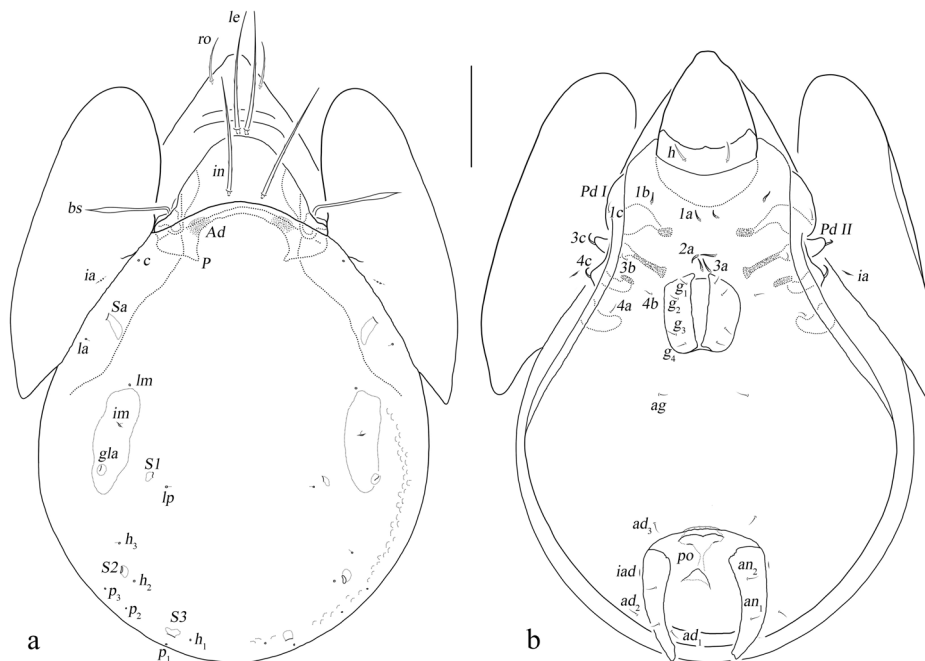 le
ro
in
bs
Ad
c
P
ia
Sa
la
lm
im
gla
S1
lp
h3
S2
h2
p3
p2
S3
h1
p1
a
h
Pd I
1b
1c
1a
Pd II
3c
2a
4c
3b
3a
ia
g1
4a
4b
g2
g3
g4
ag
ad3
po
iad
an2
ad2
an1
ad1
b